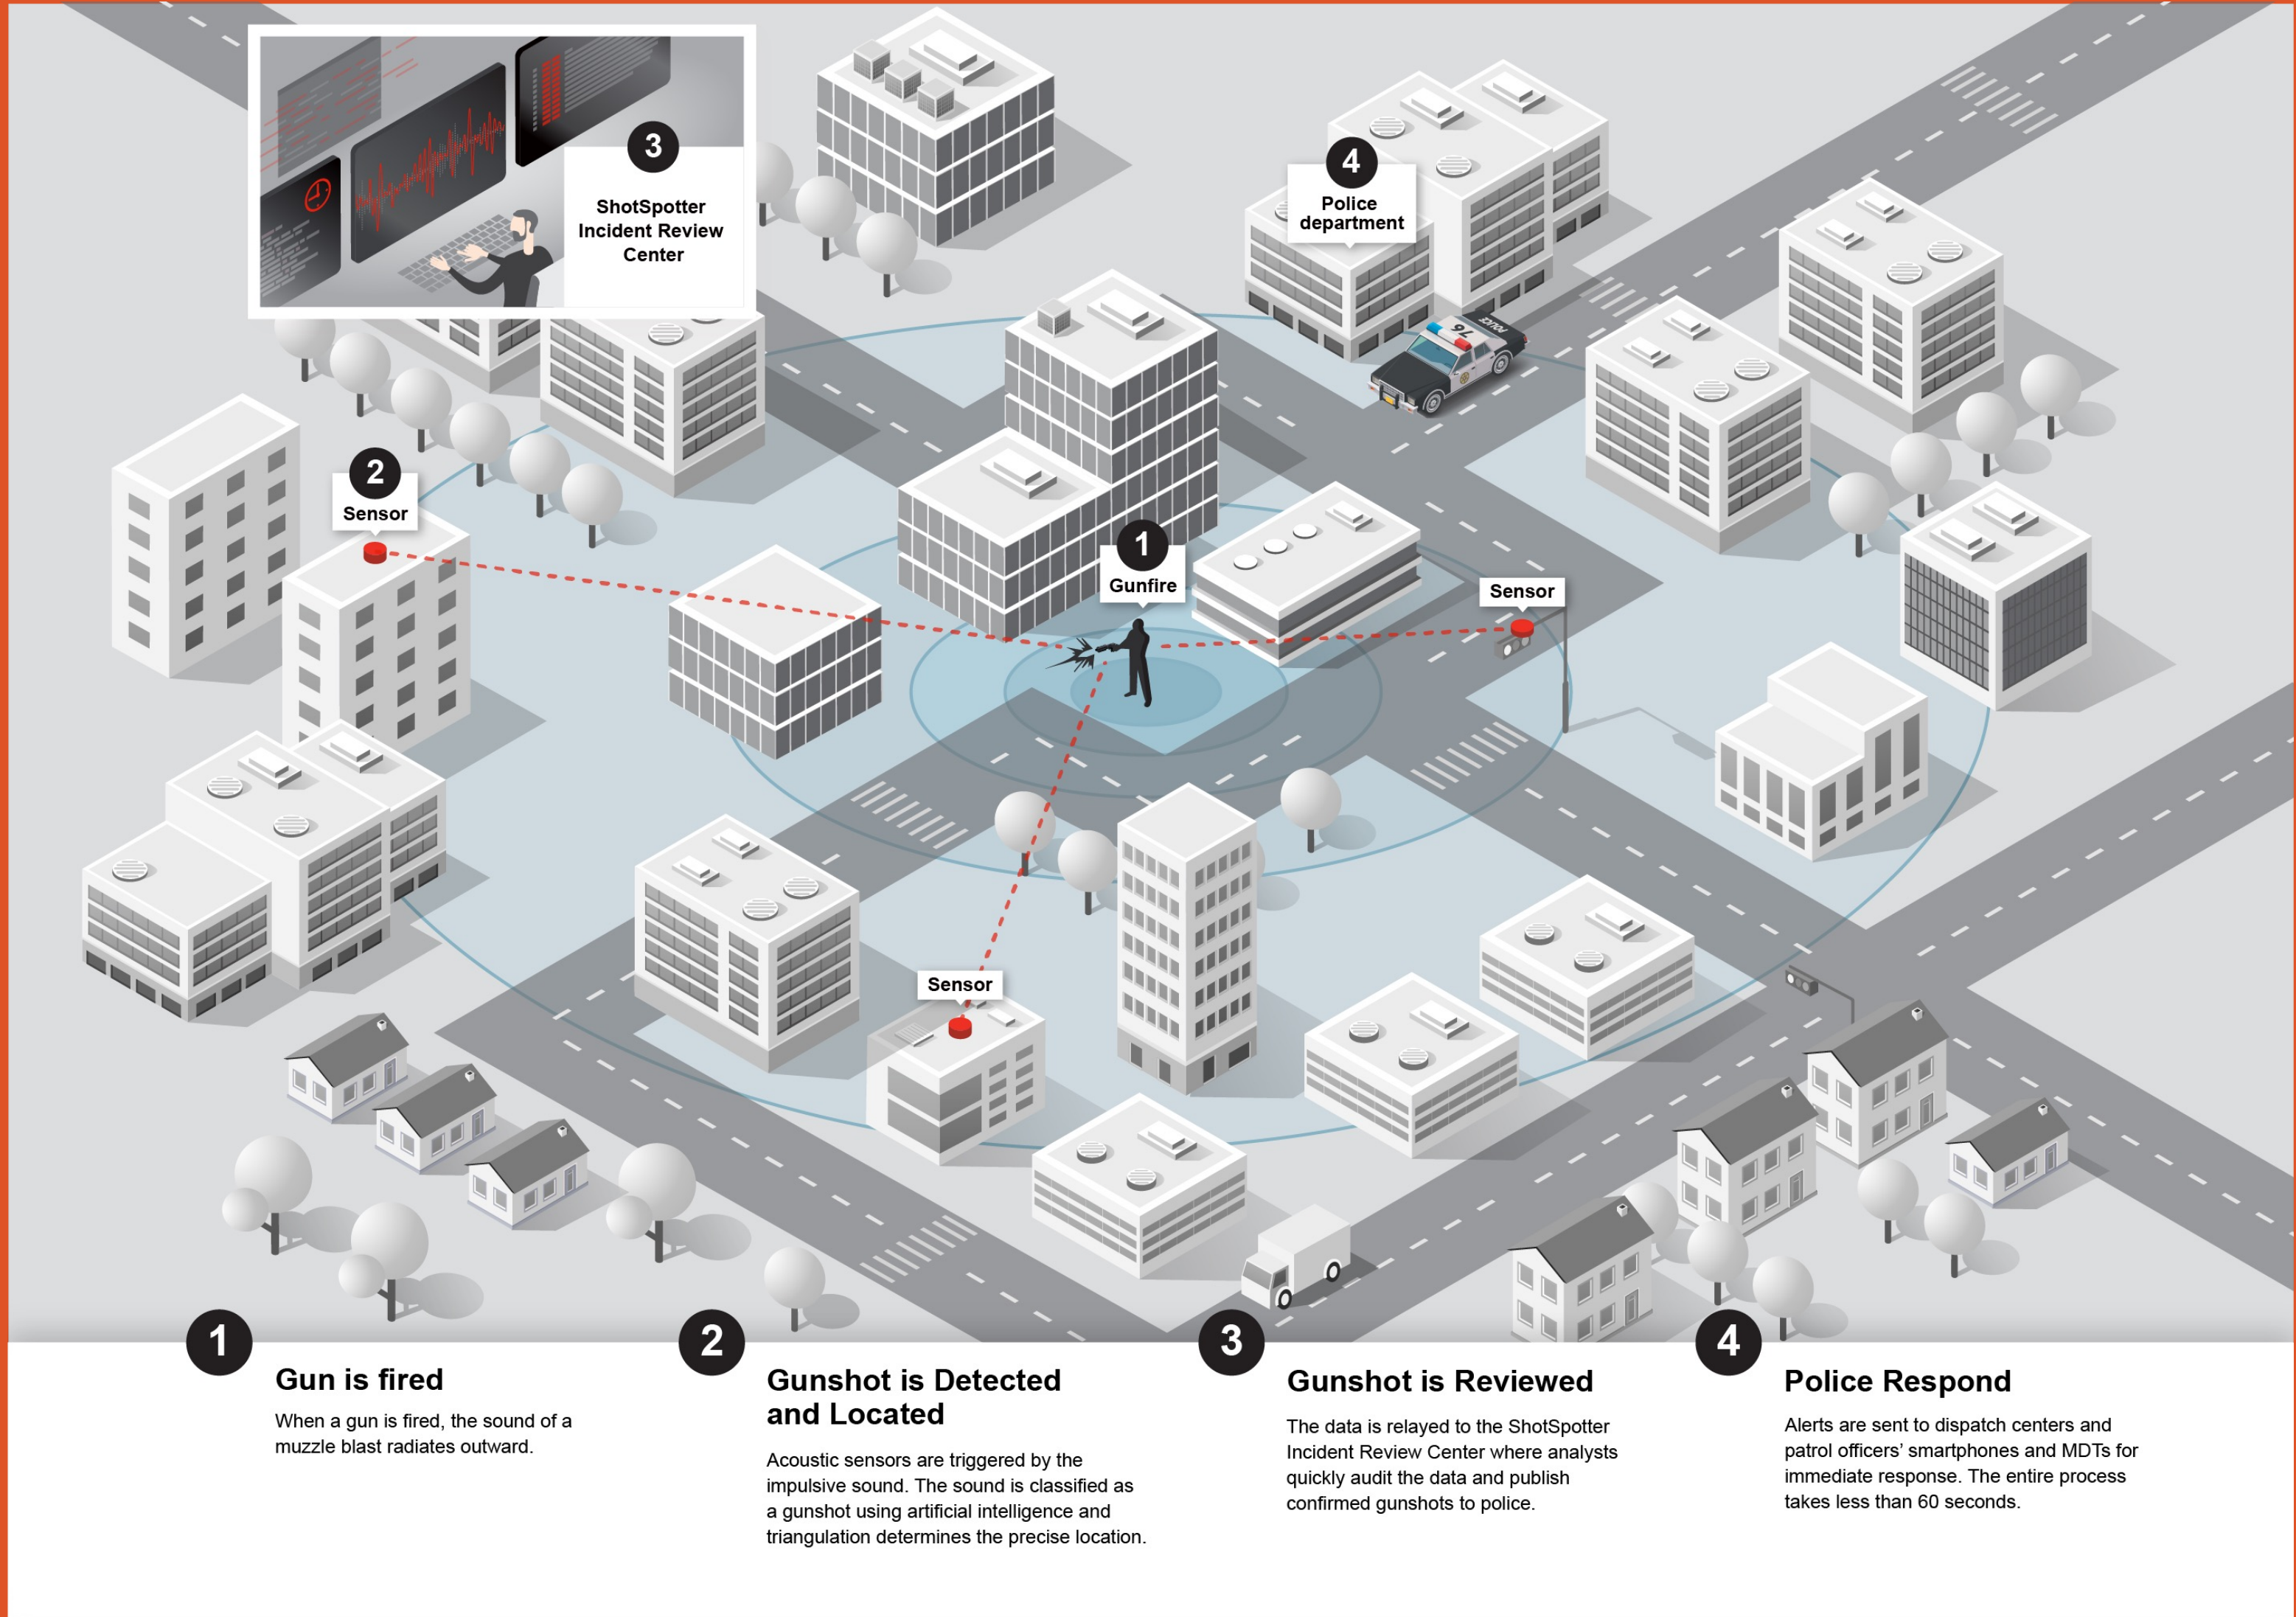 3
ShotSpotter
Incident Review
Center
4
Police
department
76
POLICE
2
Sensor
1
Gunfire
Sensor
Sensor
1
Gun is fired
When a gun is fired, the sound of a
muzzle blast radiates outward.
2
Gunshot is Detected
and Located
Acoustic sensors are triggered by the
impulsive sound. The sound is classified as
a gunshot using artificial intelligence and
triangulation determines the precise location.
3
Gunshot is Reviewed
The data is relayed to the ShotSpotter
Incident Review Center where analysts
quickly audit the data and publish
confirmed gunshots to police.
4
Police Respond
Alerts are sent to dispatch centers and
patrol officers’ smartphones and MDTs for
immediate response. The entire process
takes less than 60 seconds.